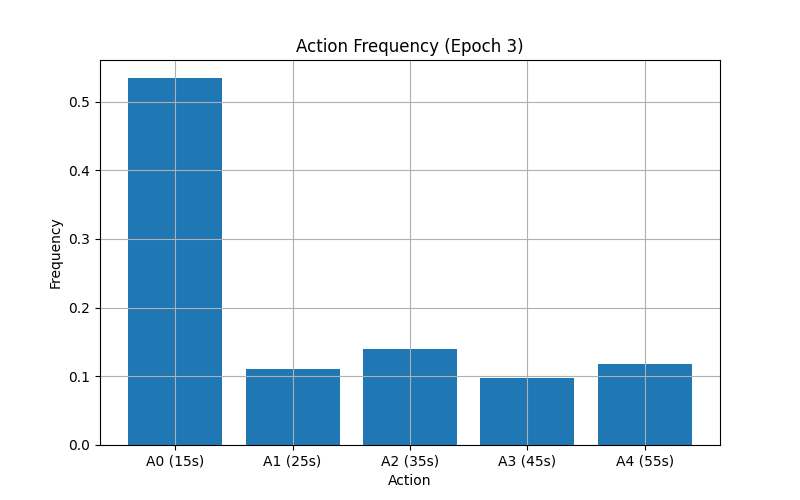 Action Frequency (Epoch 3)
Frequency
0.5
0.4
0.3
0.2
0.1
0.0
A0 (15s) A1 (25s) A2 (35s) A3 (45s) A4 (55s)
Action